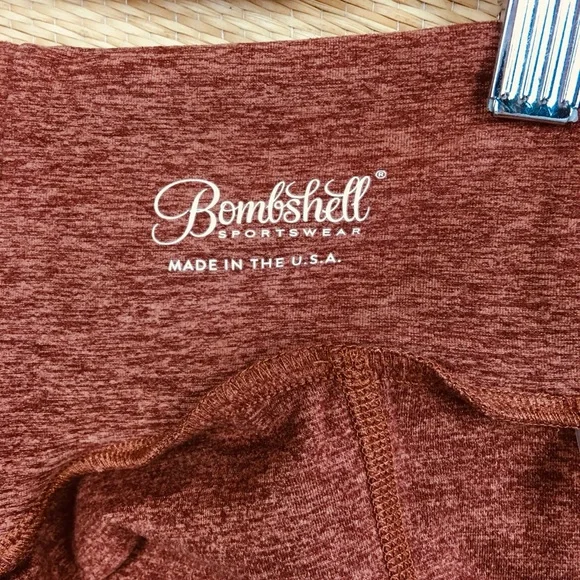 Bombshell®
SPORTSWEAR
MADE IN THE U.S.A.